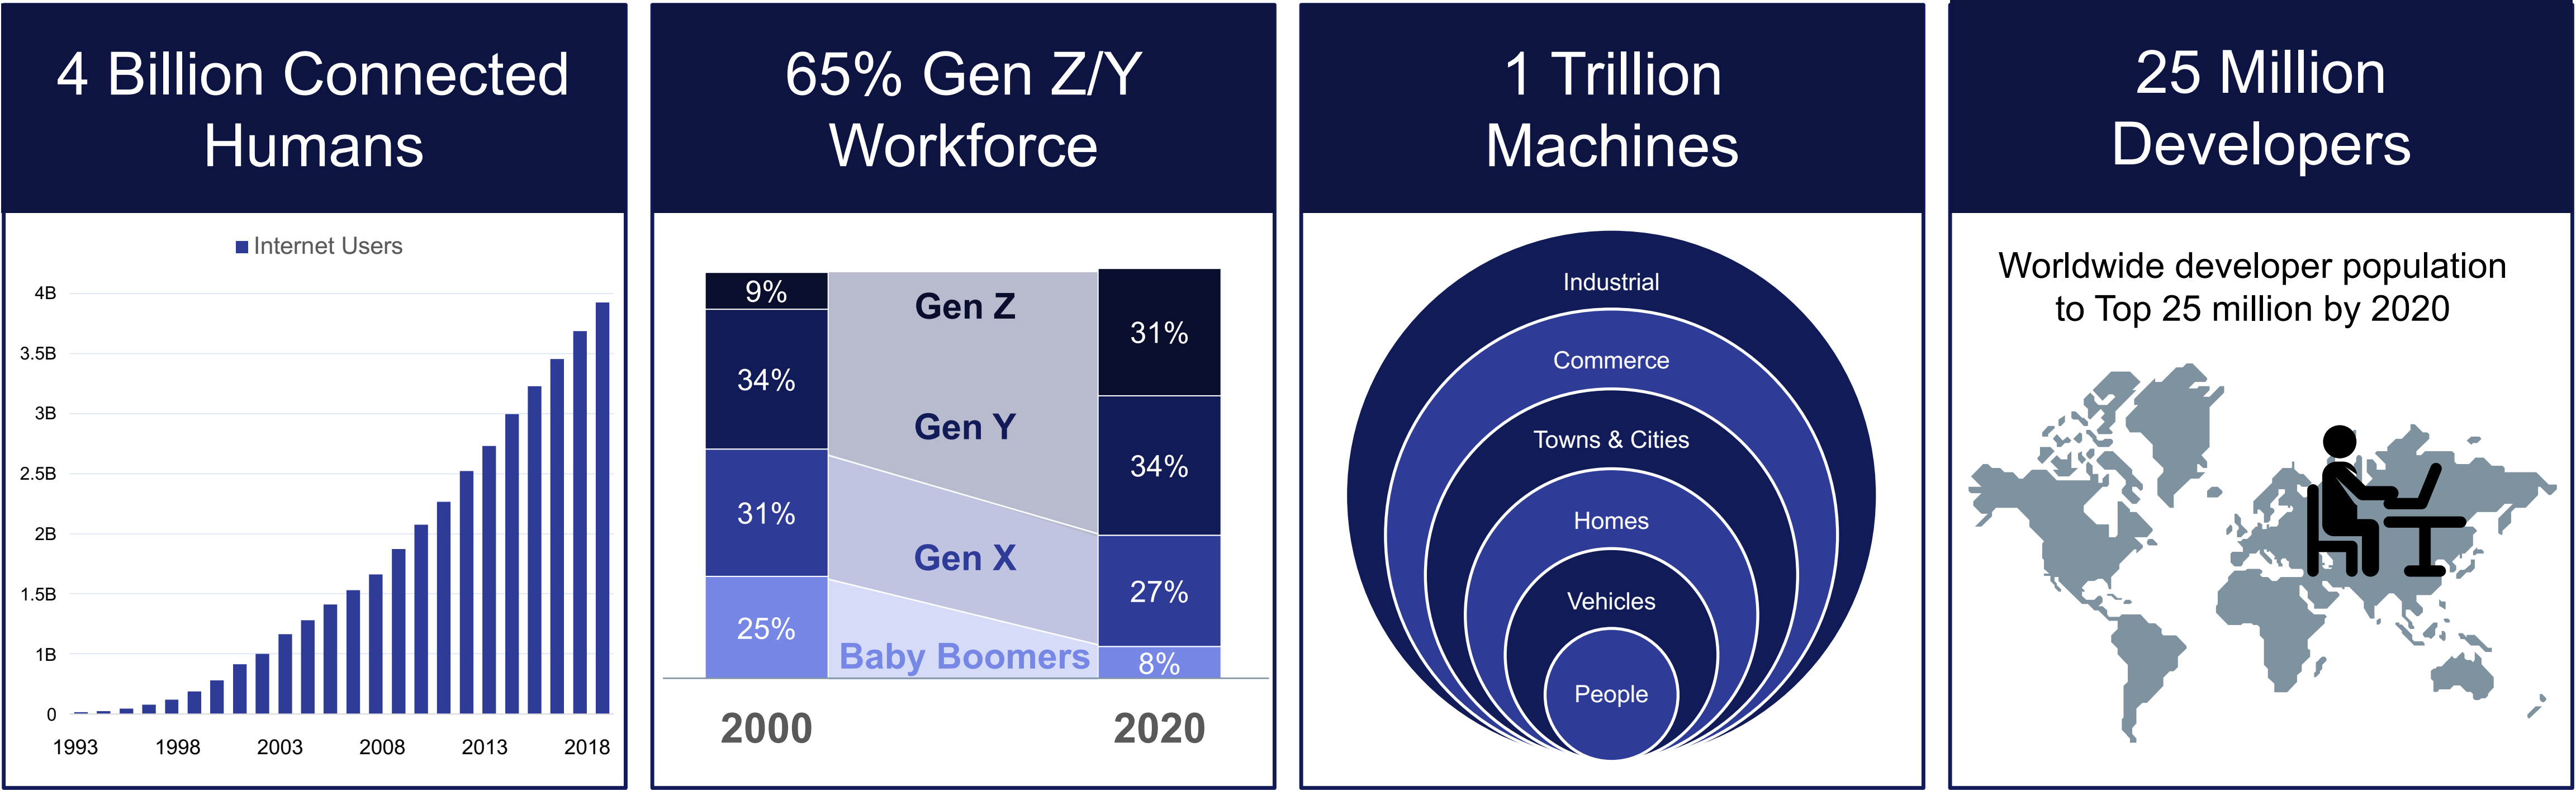 4 Billion Connected
Humans
Internet Users
4B
3.5B
3B
2.5B
2B
1.5B
1B
0
1993 1998 2003 2008 2013 2018
65% Gen Z/Y
Workforce
9%
34%
31%
25%
Gen Z
Gen Y
Gen X
Baby Boomers
31%
34%
27%
8%
2000 2020
1 Trillion
Machines
Industrial
Commerce
Towns & Cities
Homes
Vehicles
People
25 Million
Developers
Worldwide developer population
to Top 25 million by 2020